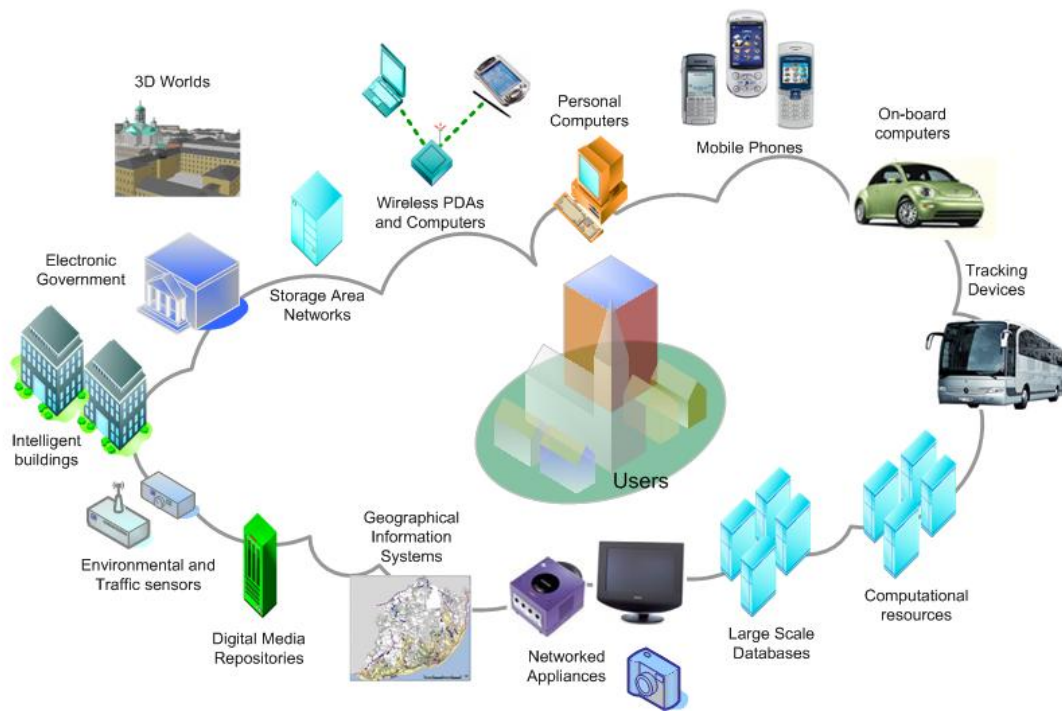 3D Worlds
Wireless PDAs
and Computers
Personal
Computers
Mobile Phones
On-board
computers
Electronic
Government
Storage Area
Networks
Tracking
Devices
Intelligent
buildings
Users
Environmental and
Traffic sensors
Geographical
Information
Systems
Digital Media
Repositories
Networked
Appliances
Large Scale
Databases
Computational
resources